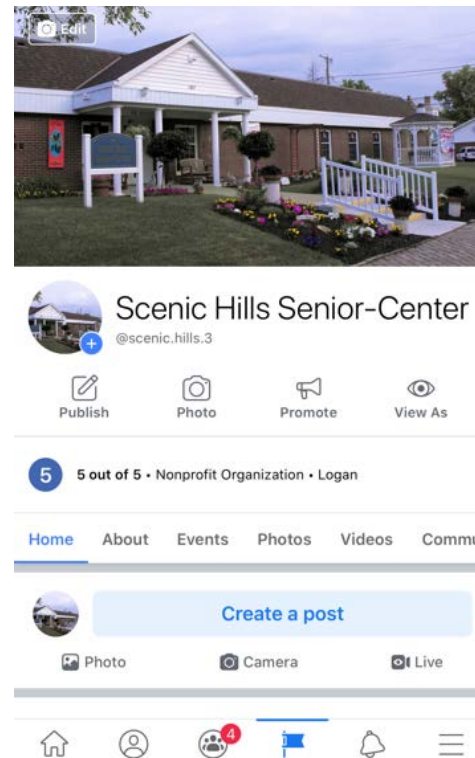 Edit
Scenic Hills Senior-Center
@scenic.hills.3
Publish Photo Promote View As
5 5 out of 5 • Nonprofit Organization • Logan
Home About Events Photos Videos Commu
Create a post
Photo Camera Live
4